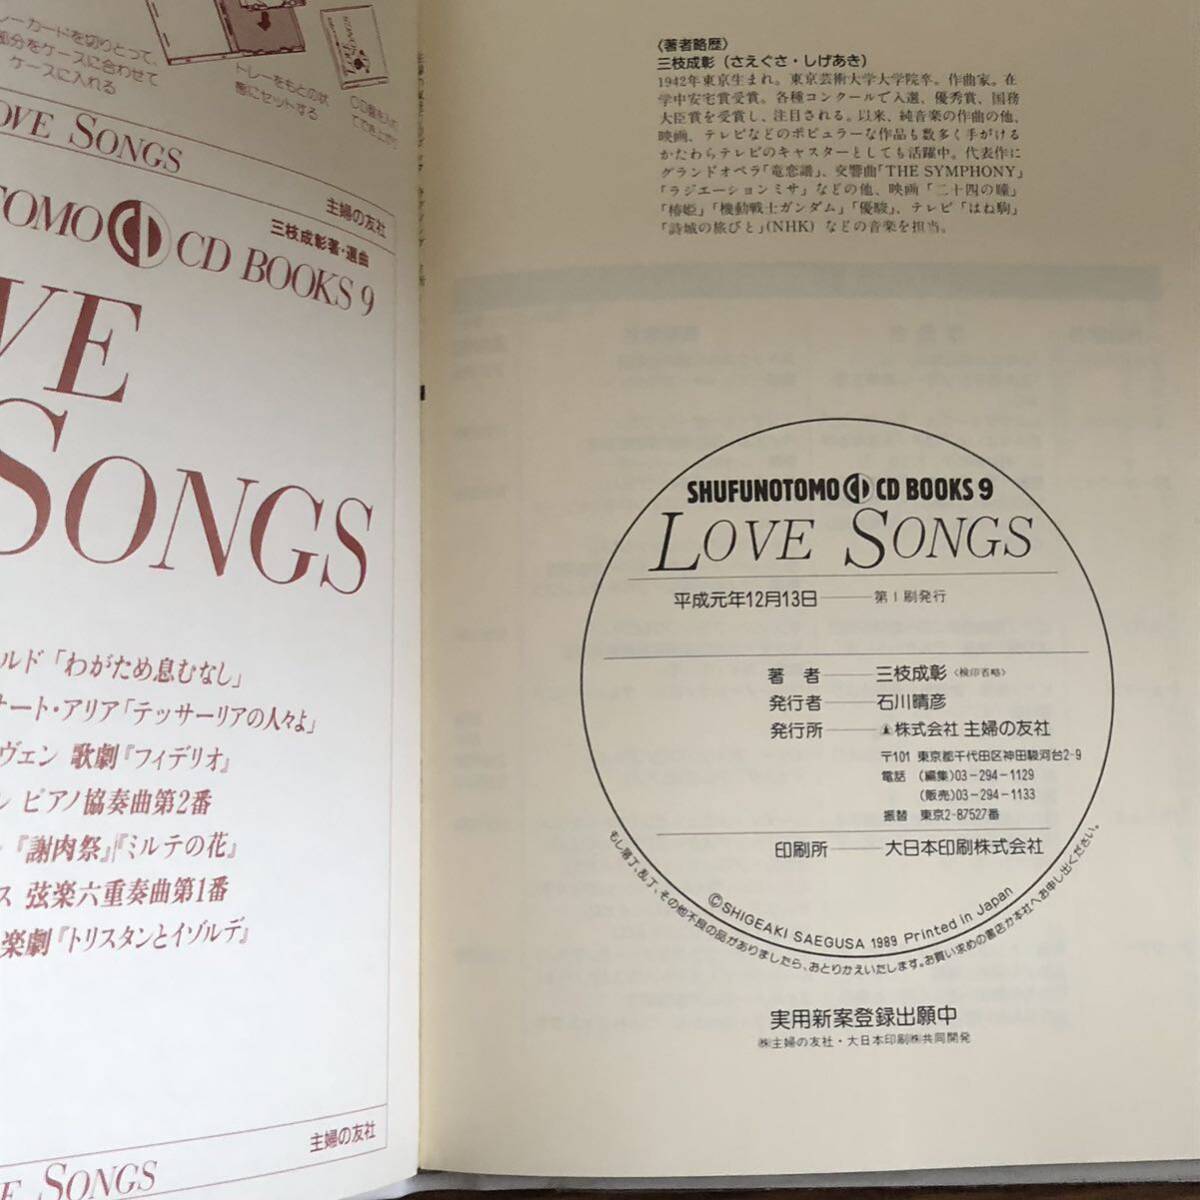 レーカードを切りとって、
部分をケースに合わせて
ケースに入れる
トレーをもとの状
態にセットする
OVE SONGS
主婦の友社
TOMO CD CD BOOKS 9
三枝成彰著・選曲
VE
SONGS
ルド「わがため息むなし」
ナート・アリア「テッサーリアの人々よ」
ヴェン 歌劇『フィデリオ』
ン ピアノ協奏曲第2番
『謝肉祭』『ミルテの花』
ス 弦楽六重奏曲第1番
楽劇『トリスタンとイゾルデ』
主婦の友社
VE SONGS
〈著者略歴〉
三枝成彰(さえぐさ・しげあき)
1942年東京生まれ。東京芸術大学大学院卒。作曲家。在
学中安宅賞受賞。各種コンクールで入選、優秀賞、国務
大臣賞を受賞し、注目される。以来、純音楽の作曲の他、
映画、テレビなどのポピュラーな作品も数多く手がける
かたわらテレビのキャスターとしても活躍中。代表作に
グランドオペラ「竜恋譜」、交響曲「THE SYMPHONY」
「ラジエーションミサ」などの他、映画「二十四の瞳」
「椿姫」「機動戦士ガンダム」「優駿」、テレビ「はね駒」
「詩城の旅びと」(NHK) などの音楽を担当。
SHUFUNOTOMO CD CD BOOKS 9
LOVE SONGS
平成元年12月13日――第1刷発行
著 者――三枝成彰〈検印省略〉
発行者――石川晴彦
発行所――株式会社 主婦の友社
〒101 東京都千代田区神田駿河台2-9
電話 (編集)03-294-1129
(販売)03-294-1133
振替 東京2-87527番
印刷所――大日本印刷株式会社
©SHIGEAKI SAEGUSA 1989 Printed in Japan
もし落丁、乱丁、その他不良の品がありましたら、おとりかえいたします。お買い求めの書店か本社へお申し出ください。
実用新案登録出願中
㈱主婦の友社・大日本印刷㈱共同開発